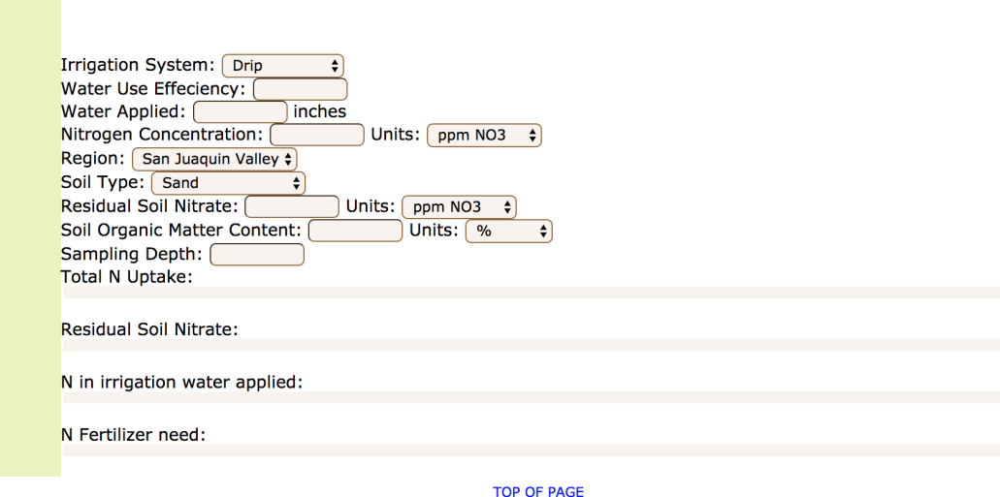 Irrigation System: Drip
Water Use Effeciency:
Water Applied: inches
Nitrogen Concentration: Units: ppm NO3
Region: San Juaquin Valley
Soil Type: Sand
Residual Soil Nitrate: Units: ppm NO3
Soil Organic Matter Content: Units: %
Sampling Depth:
Total N Uptake:
Residual Soil Nitrate:
N in irrigation water applied:
N Fertilizer need:
TOP OF PAGE